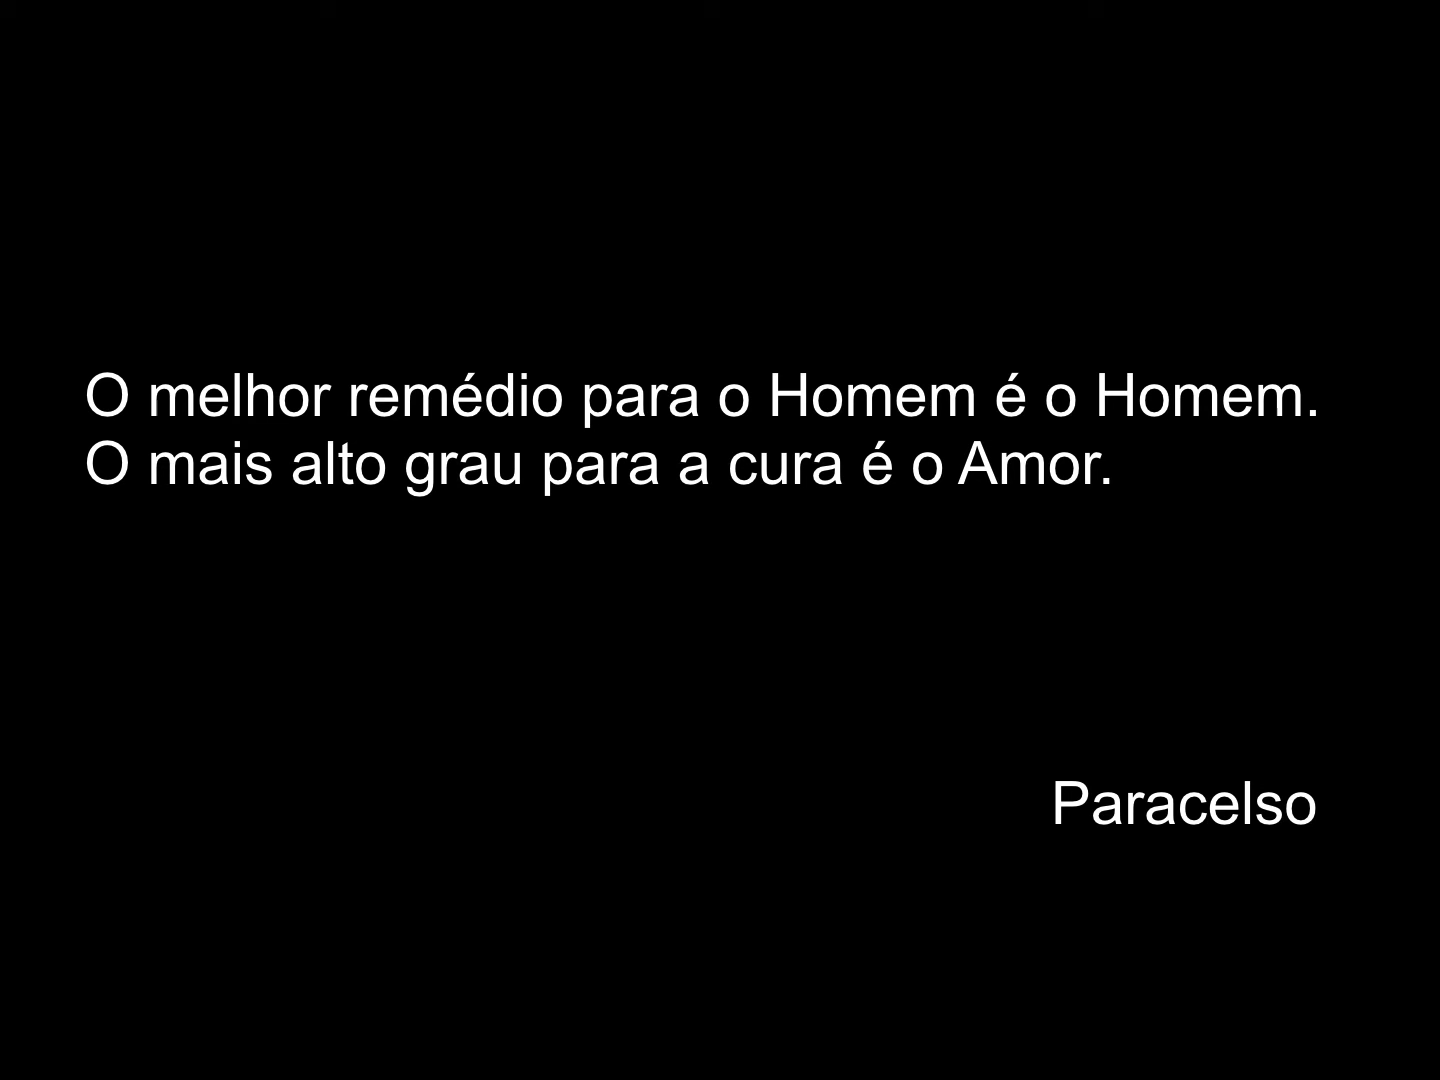 O melhor remédio para o Homem é o Homem.
O mais alto grau para a cura é o Amor.
Paracelso